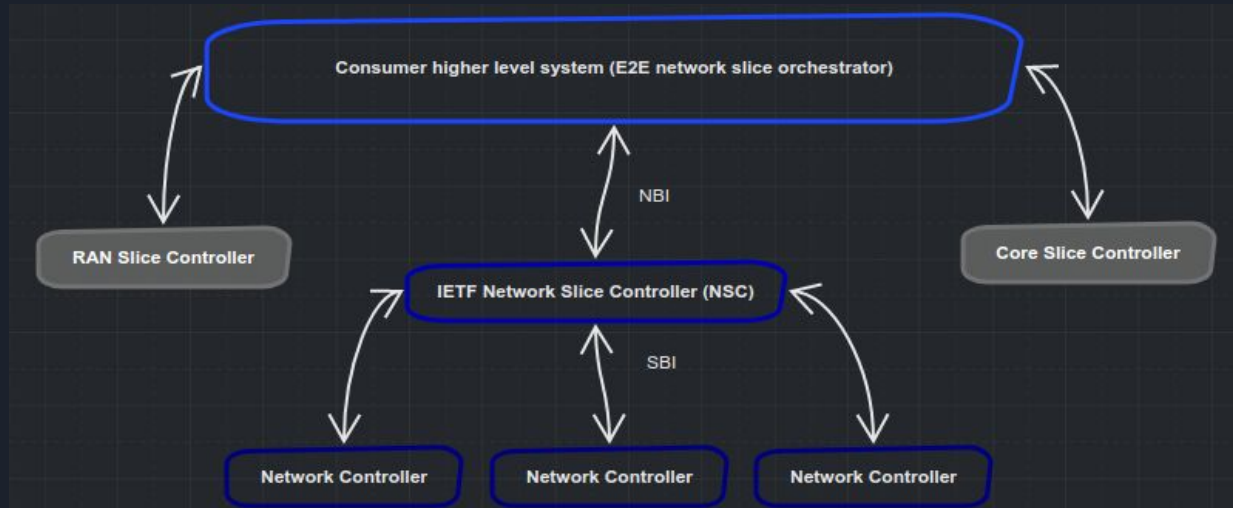 Consumer higher level system (E2E network slice orchestrator)
NBI
RAN Slice Controller
Core Slice Controller
IETF Network Slice Controller (NSC)
SBI
Network Controller
Network Controller
Network Controller